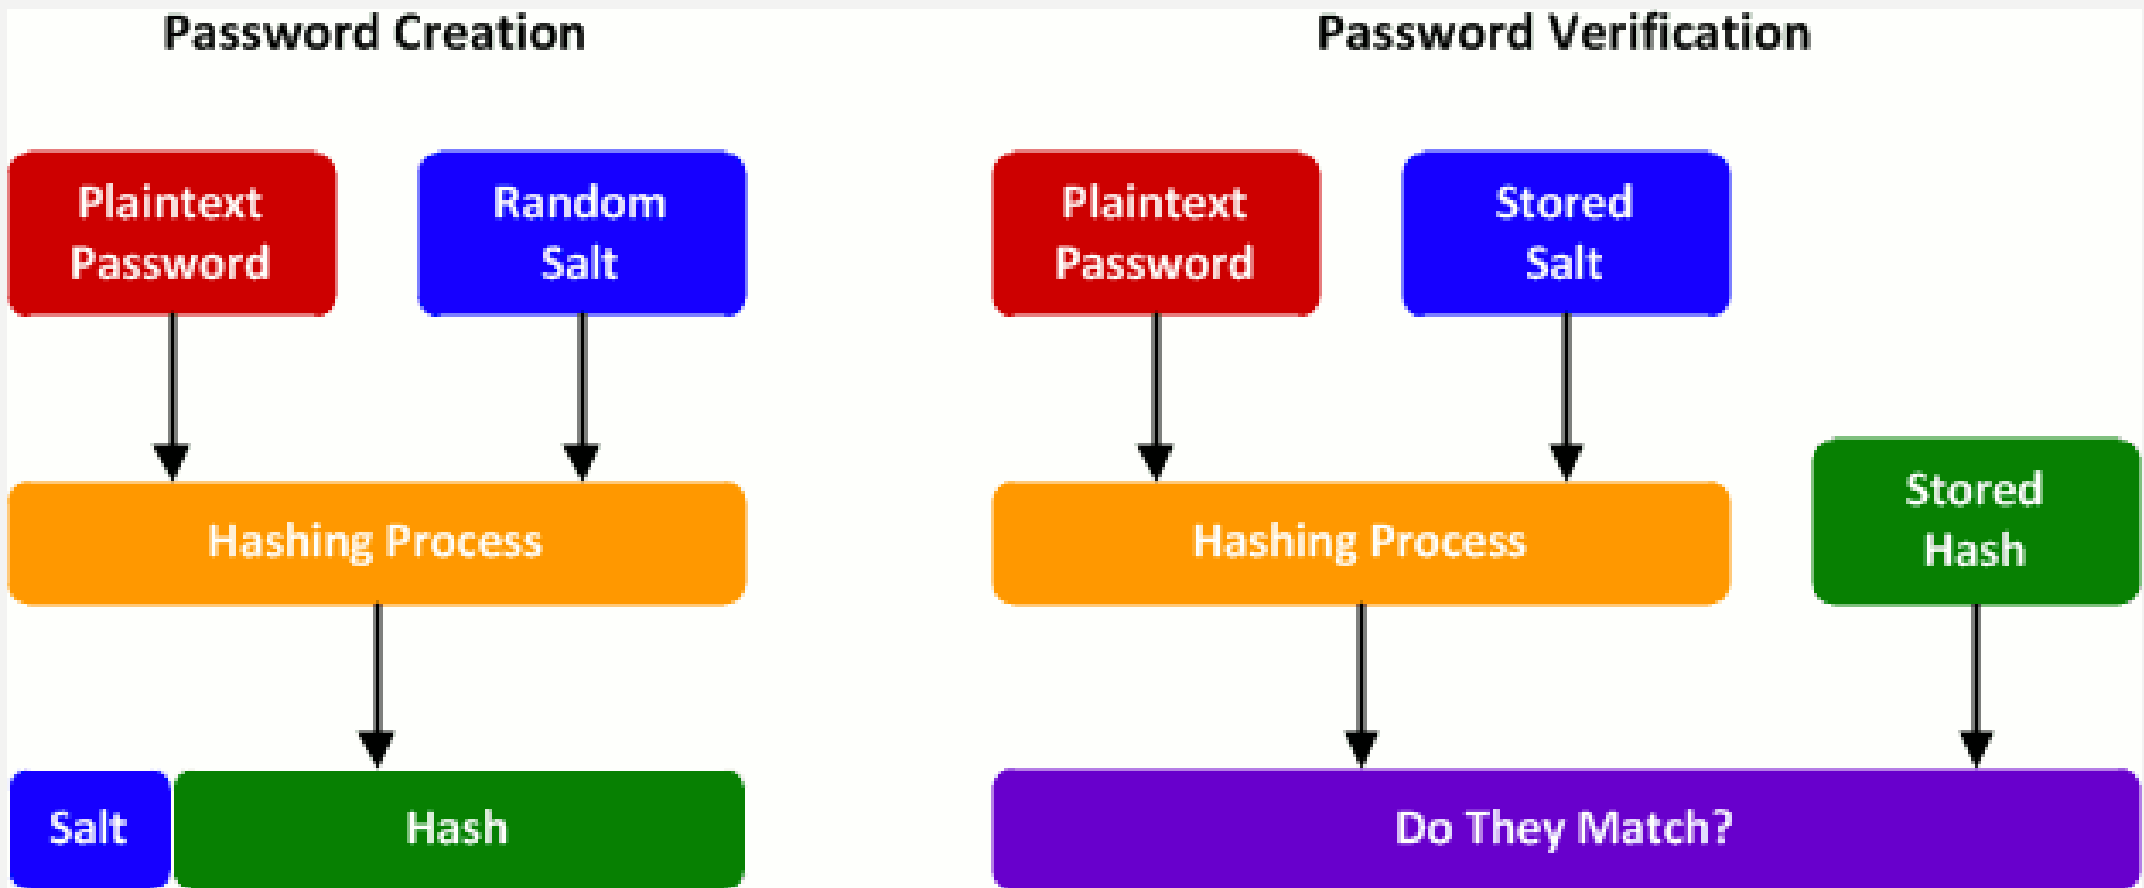 Password Creation
Plaintext
Password
Random
Salt
Hashing Process
Salt
Hash
Password Verification
Plaintext
Password
Stored
Salt
Hashing Process
Stored
Hash
Do They Match?